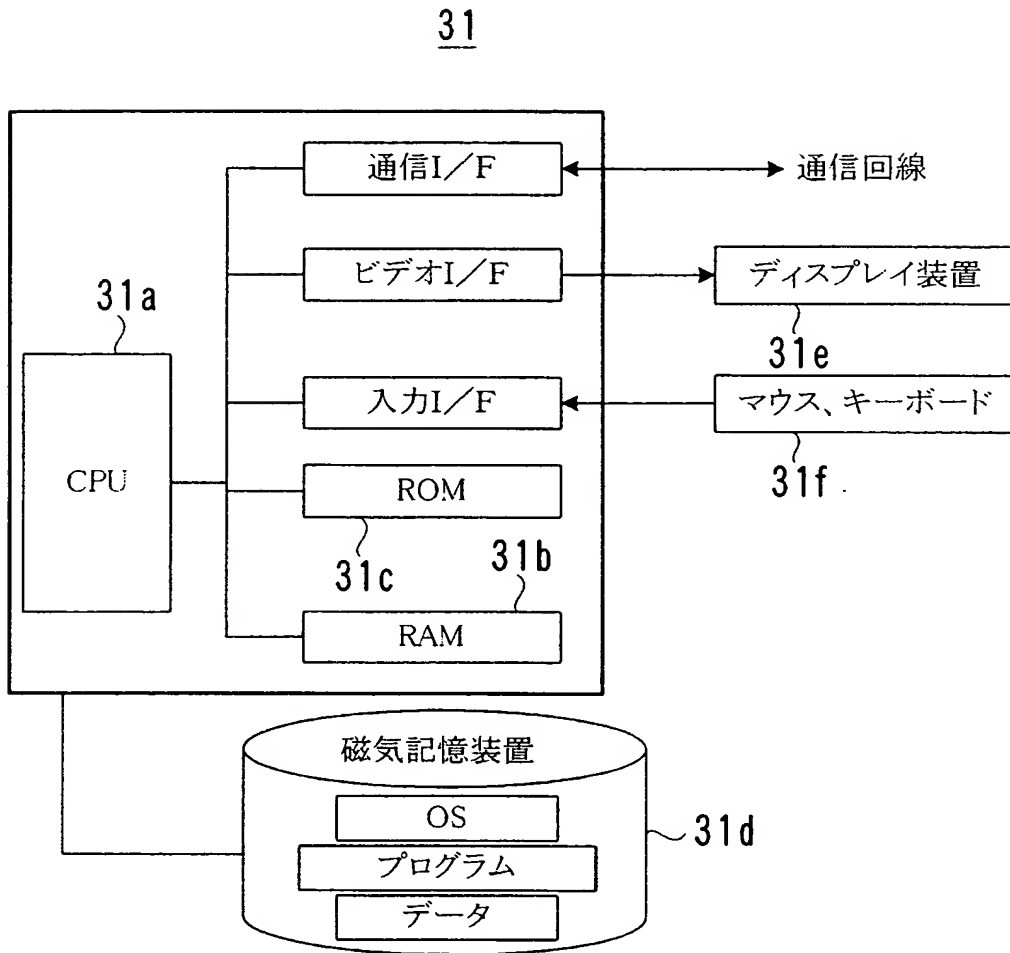 31
通信I／F
通信回線
ビデオI／F
ディスプレイ装置
31a
31e
入力I／F
マウス、キーボード
CPU
ROM
31f
31c
31b
RAM
磁気記憶装置
OS
31d
プログラム
データ